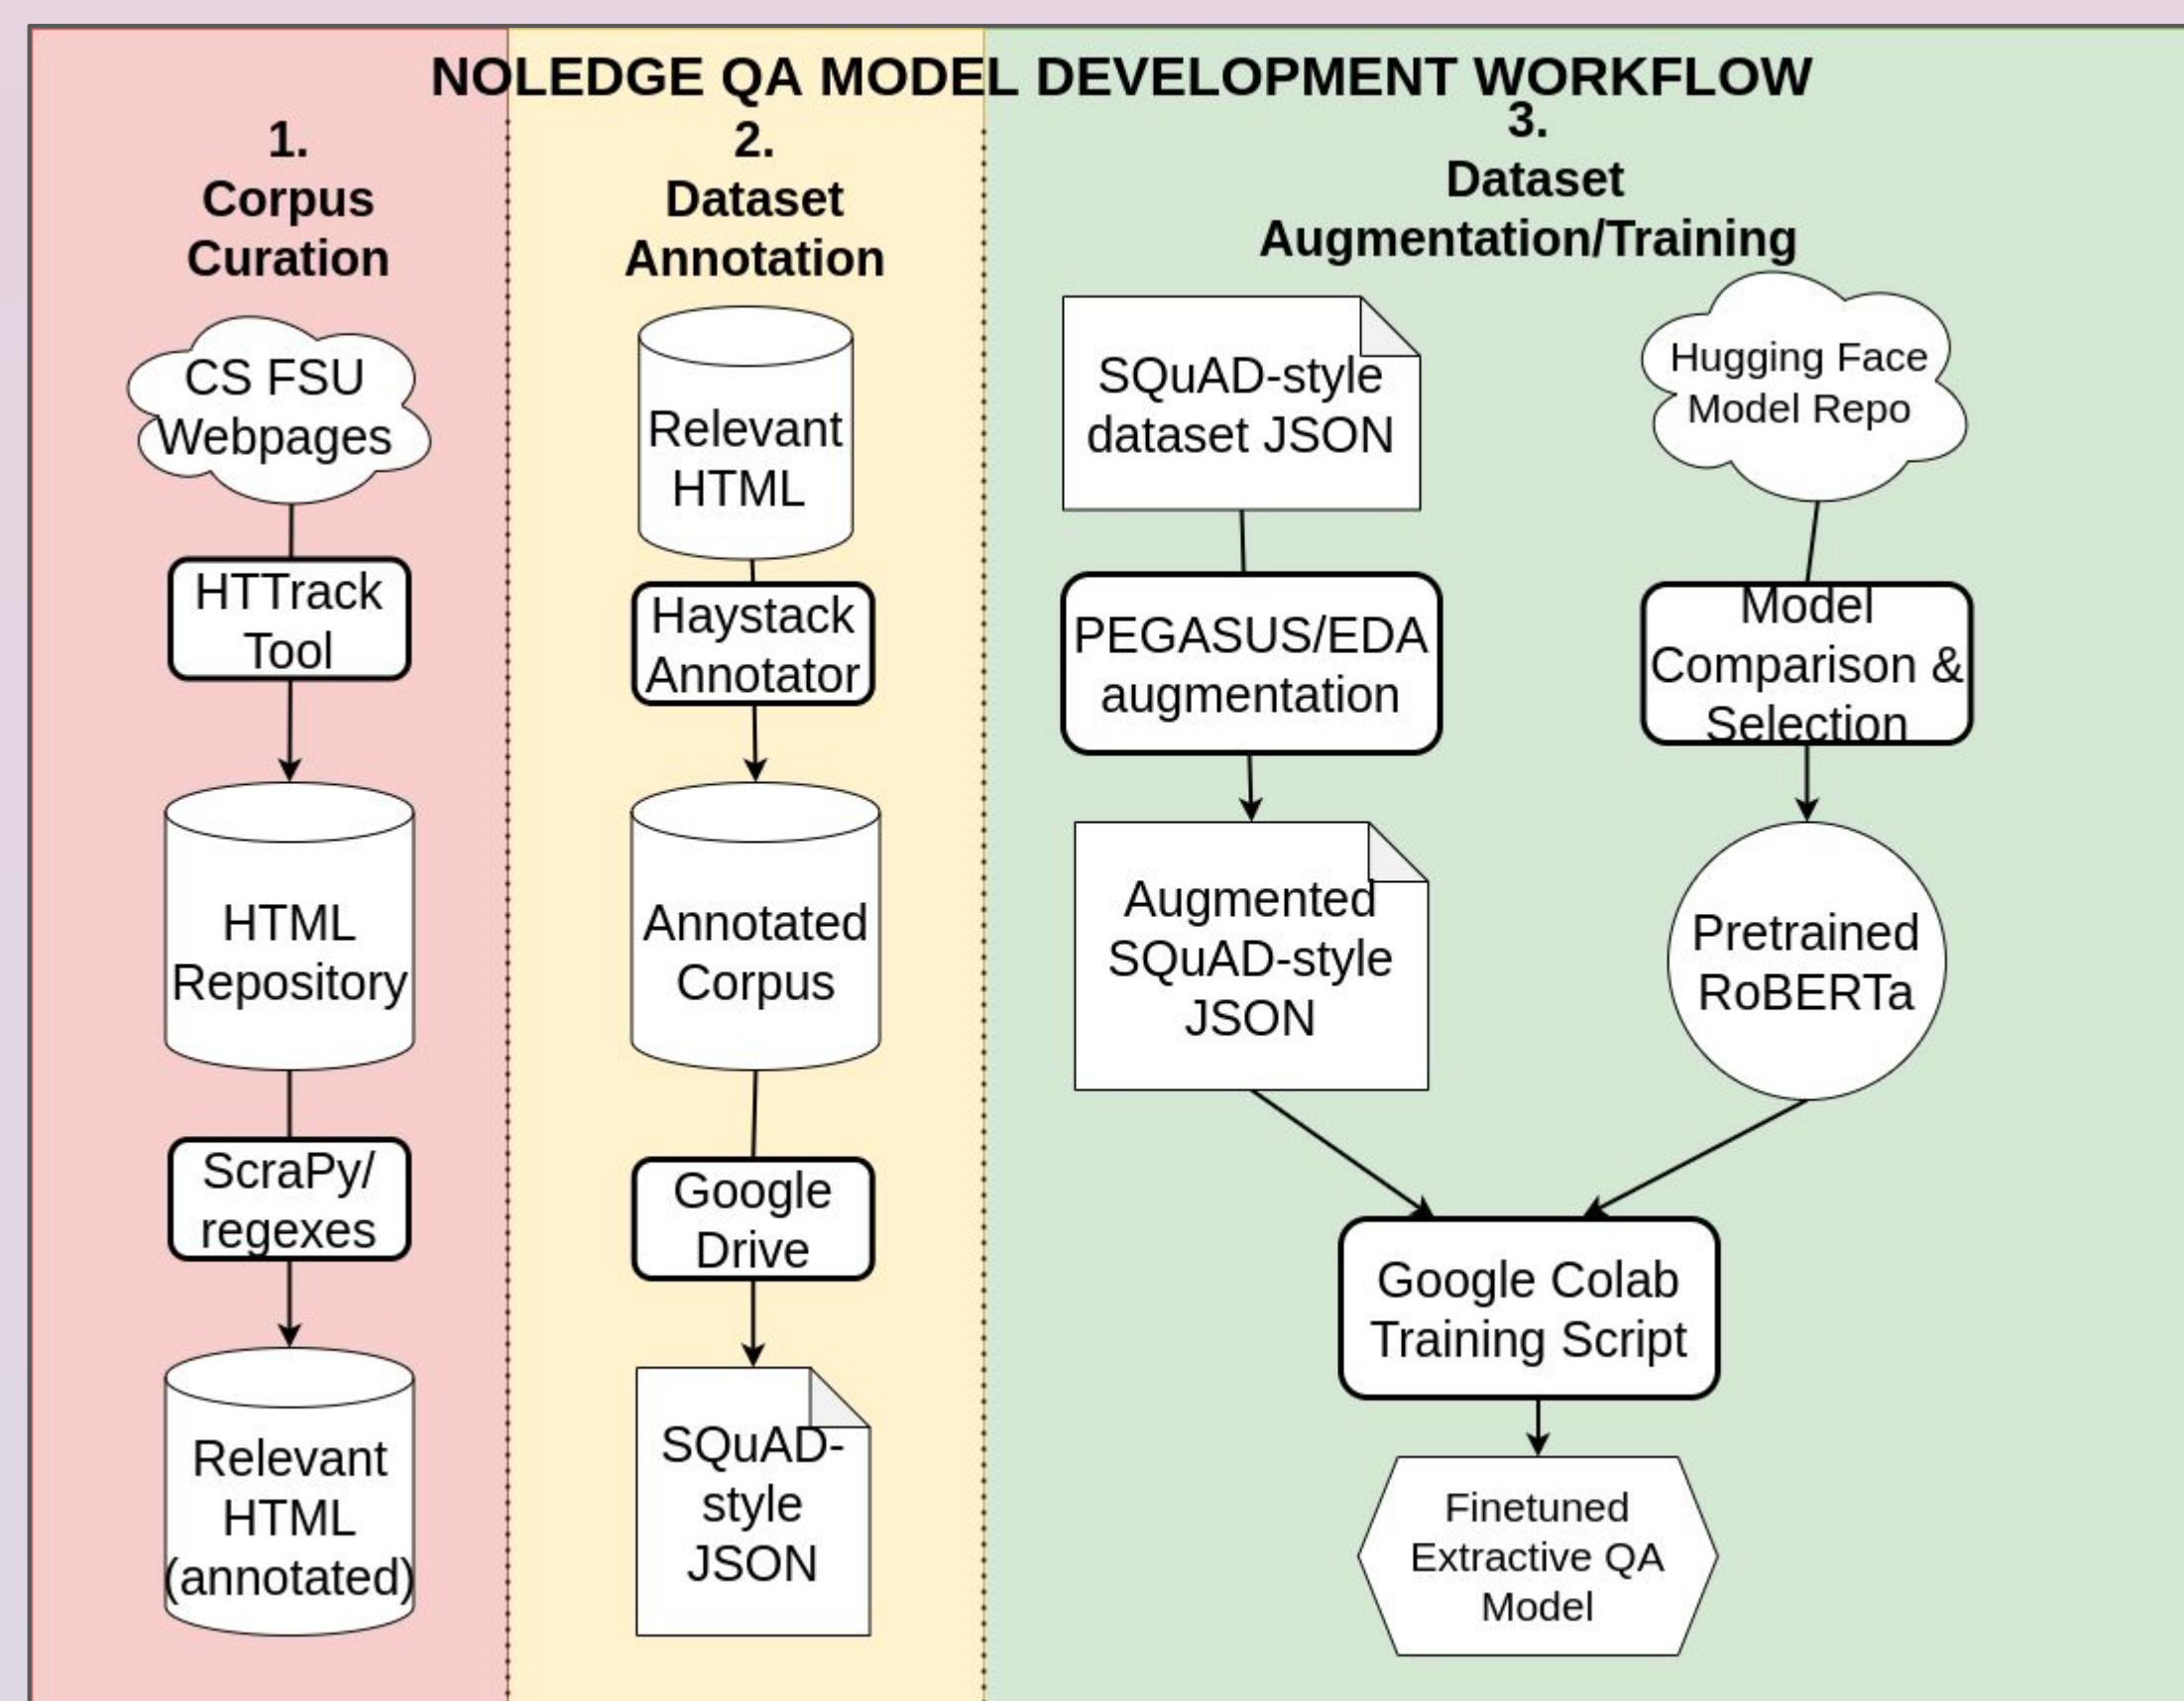 NOLEDGE QA MODEL DEVELOPMENT WORKFLOW
1.
Corpus
Curation
CS FSU
Webpages
HTTrack
Tool
HTML
Repository
ScraPy/
regexes
Relevant
HTML
(annotated)
2.
Dataset
Annotation
Relevant
HTML
Haystack
Annotator
Annotated
Corpus
Google
Drive
SQuAD-
style
JSON
3.
Dataset
Augmentation/Training
SQuAD-style
dataset JSON
PEGASUS/EDA
augmentation
Augmented
SQuAD-style
JSON
Hugging Face
Model Repo
Model
Comparison &
Selection
Pretrained
RoBERTa
Google Colab
Training Script
Finetuned
Extractive QA
Model